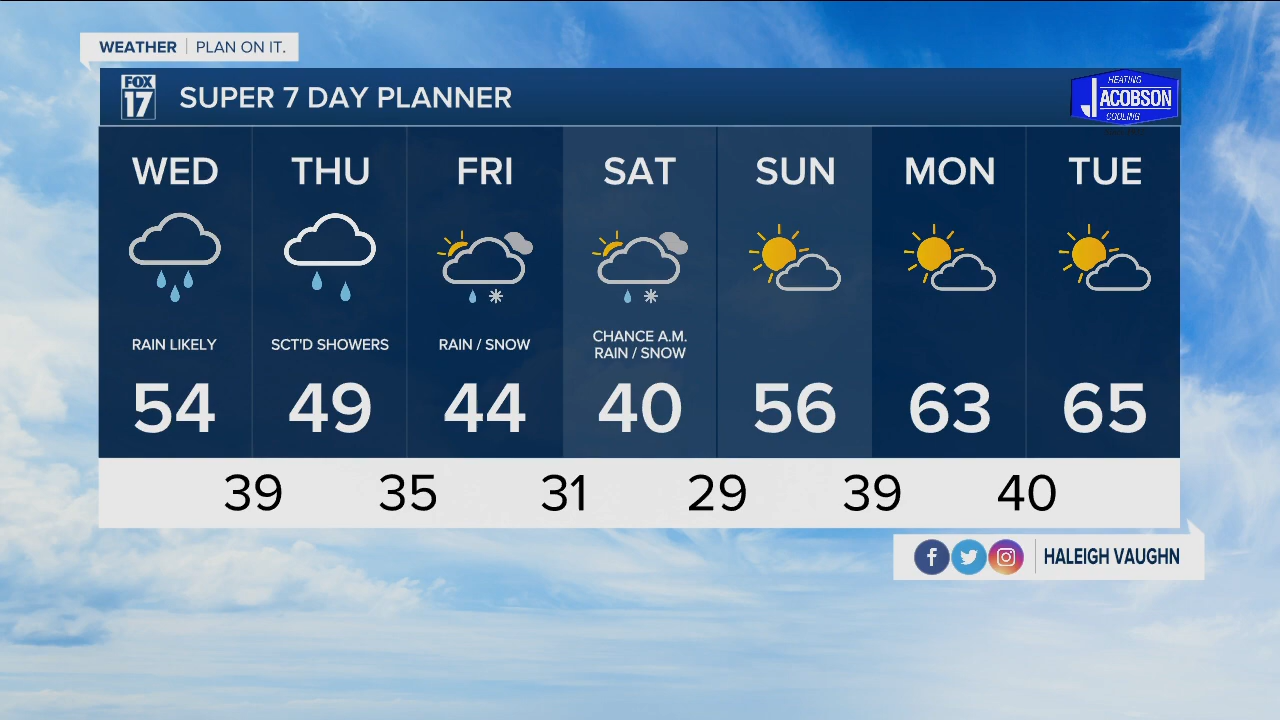 WEATHER PLAN ON IT.
FOX
17
SUPER 7 DAY PLANNER
HEATING
JACOBSON
COOLING
WED THU FRI SAT SUN MON TUE
RAIN LIKELY SCT'D SHOWERS RAIN / SNOW CHANCE A.M.
RAIN / SNOW
54 49 44 40 56 63 65
39 35 31 29 39 40
f HALEIGH VAUGHN